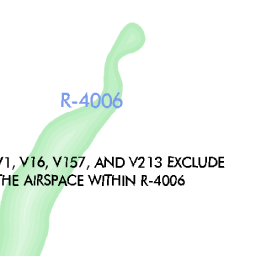 R-4006
V1, V16, V157, AND V213 EXCLUDE
THE AIRSPACE WITHIN R-4006